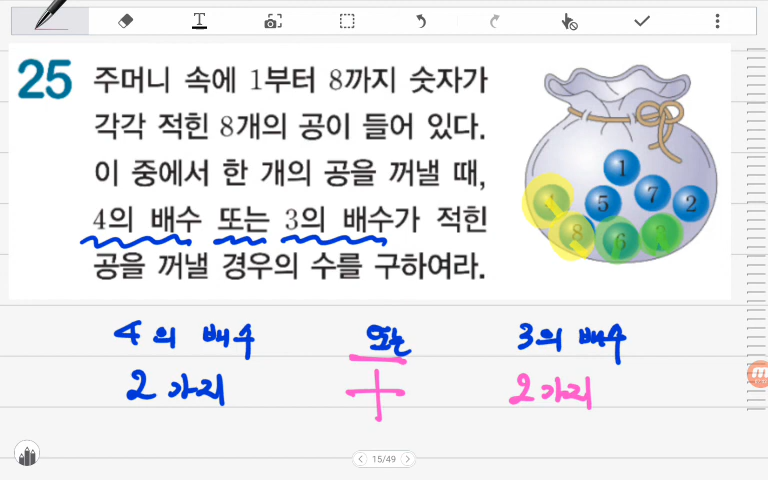 T
25 주머니 속에 1부터 8까지 숫자가
각각 적힌 8개의 공이 들어 있다.
이 중에서 한 개의 공을 꺼낼 때,
4의 배수 또는 3의 배수가 적힌
공을 꺼낼 경우의 수를 구하여라.
1
7
5
2
8
6
4의 배수 또는 3의 배수
2가지 + 2가지
15/49